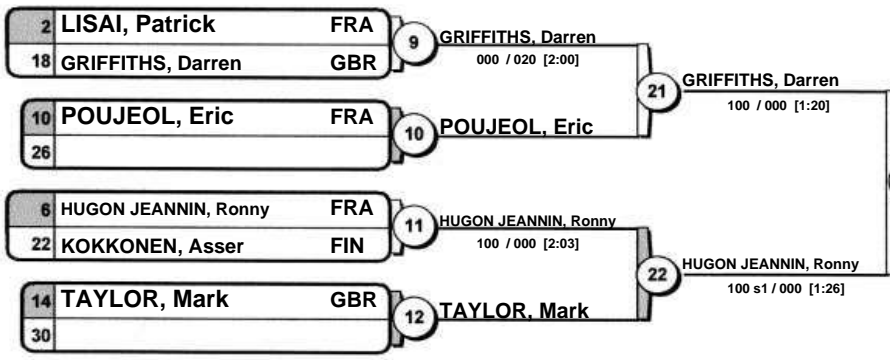 2 LISAI, Patrick FRA
18 GRIFFITHS, Darren GBR
9
GRIFFITHS, Darren
000 / 020 [2:00]
10 POUJEOL, Eric FRA
26
10
POUJEOL, Eric
21
GRIFFITHS, Darren
100 / 000 [1:20]
6 HUGON JEANNIN, Ronny FRA
22 KOKKONEN, Asser FIN
11
HUGON JEANNIN, Ronny
100 / 000 [2:03]
14 TAYLOR, Mark GBR
30
12
TAYLOR, Mark
22
HUGON JEANNIN, Ronny
100 s1 / 000 [1:26]